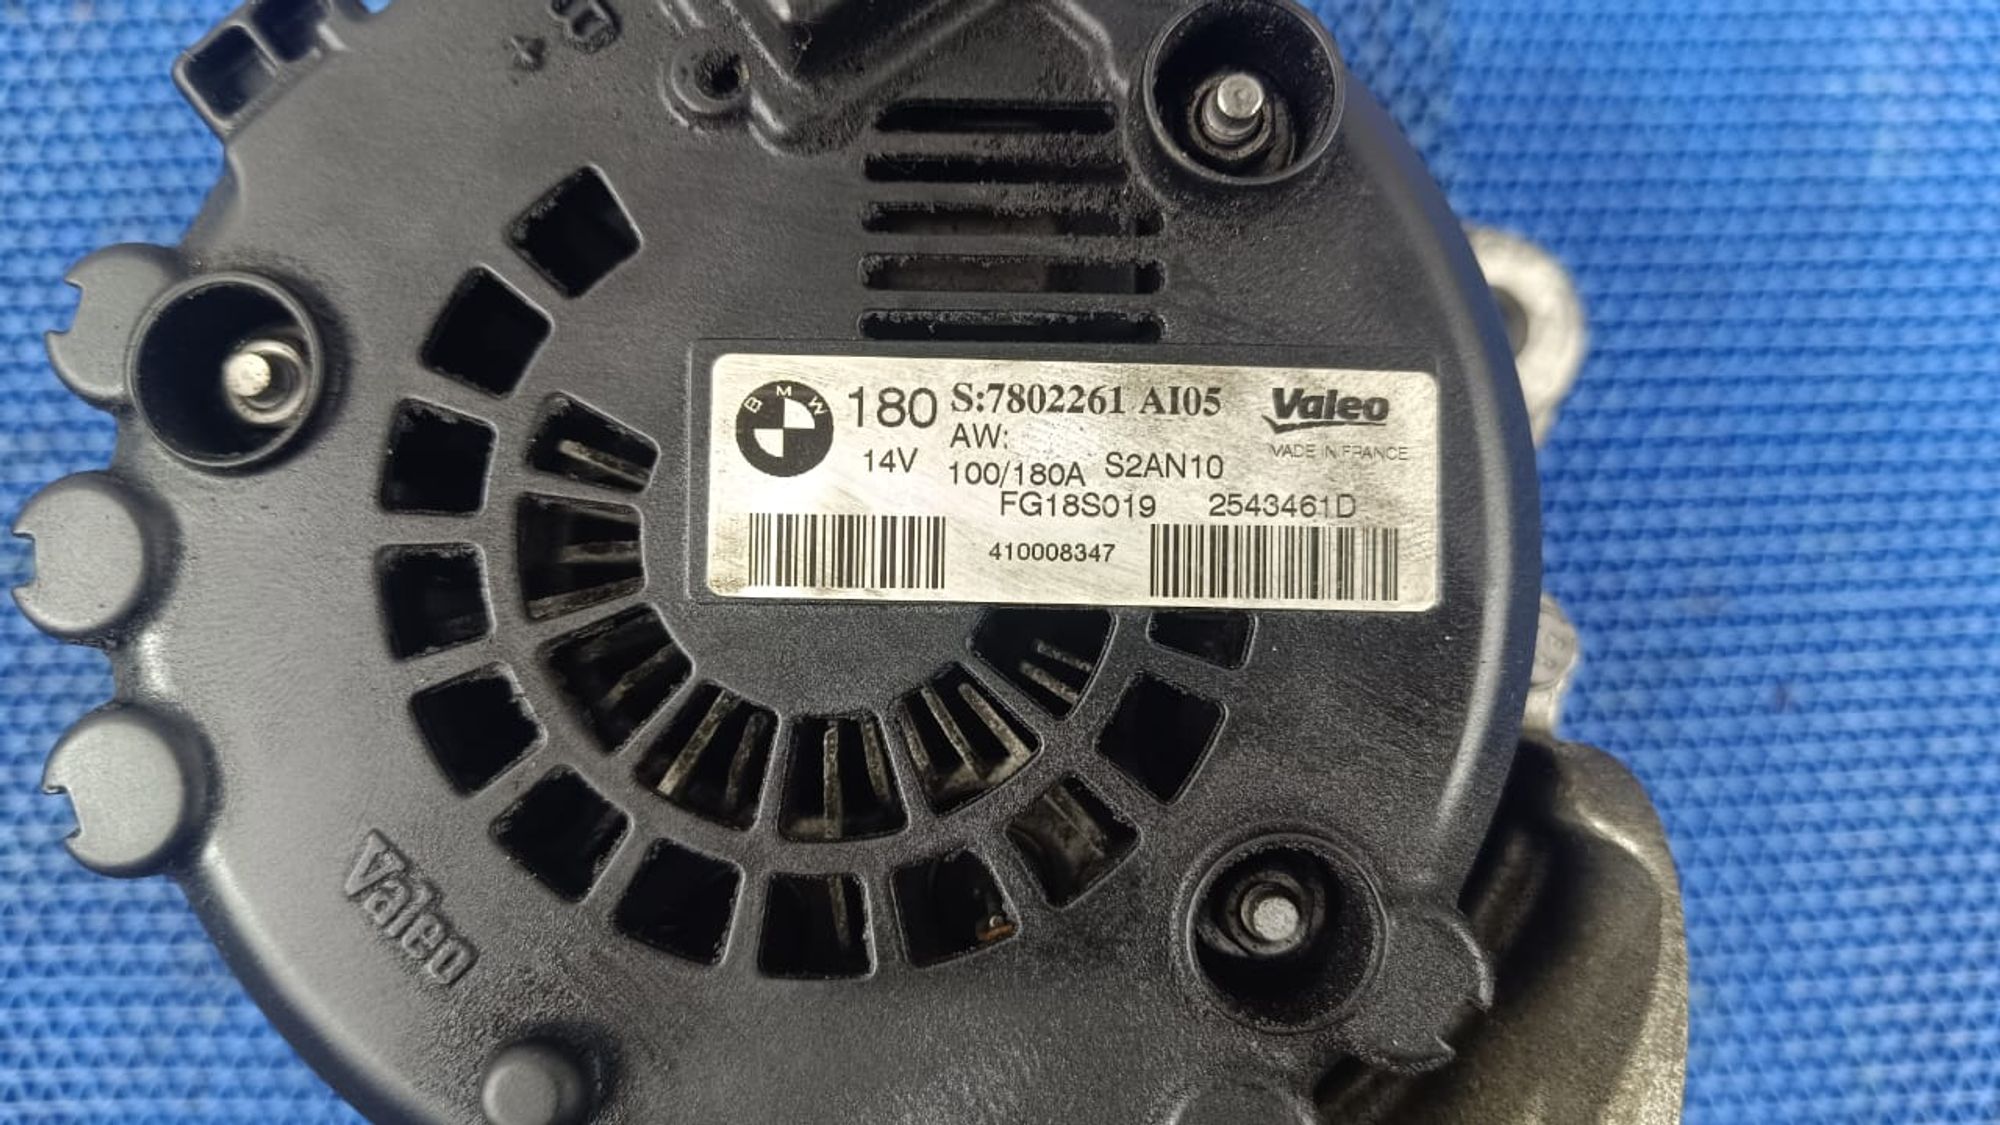 +
BMW
180 S:7802261 AI05 Valeo
AW:
MADE IN FRANCE
14V 100/180A S2AN10
FG18S019 2543461D
410008347
Valeo